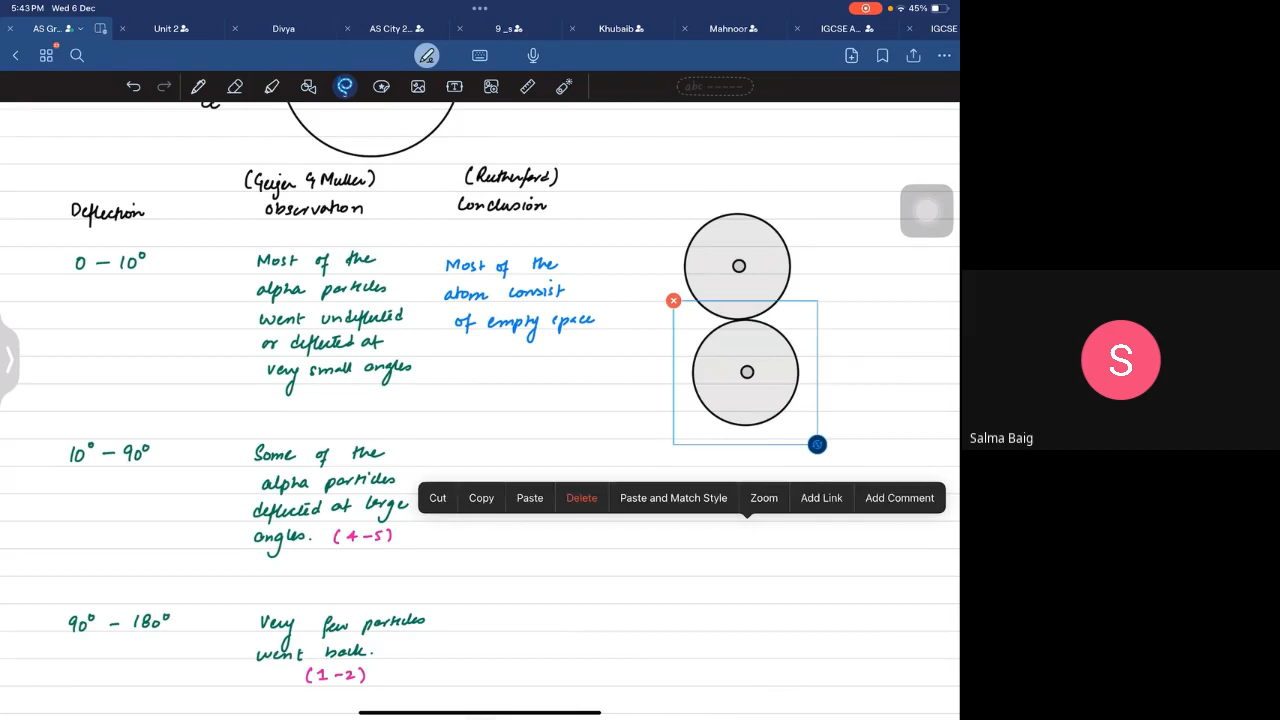 5:43 PM Wed 6 Dec
45%
AS Gr...
Unit 2
Divya
AS City 2...
9 _s
Khubaib
Mahnoor
IGCSE A...
IGCSE
abc -----
(Geijer & Muller)
(Rutherford)
Deflection
observation
Conclusion
0 – 10°
Most of the
alpha particles
went undeflected
or deflected at
very small angles
Most of the
atom consist
of empty space
10° – 90°
Some of the
alpha particles
deflected at large
angles. (4-5)
Cut
Copy
Paste
Delete
Paste and Match Style
Zoom
Add Link
Add Comment
90° – 180°
Very few particles
went back.
(1-2)
S
Salma Baig